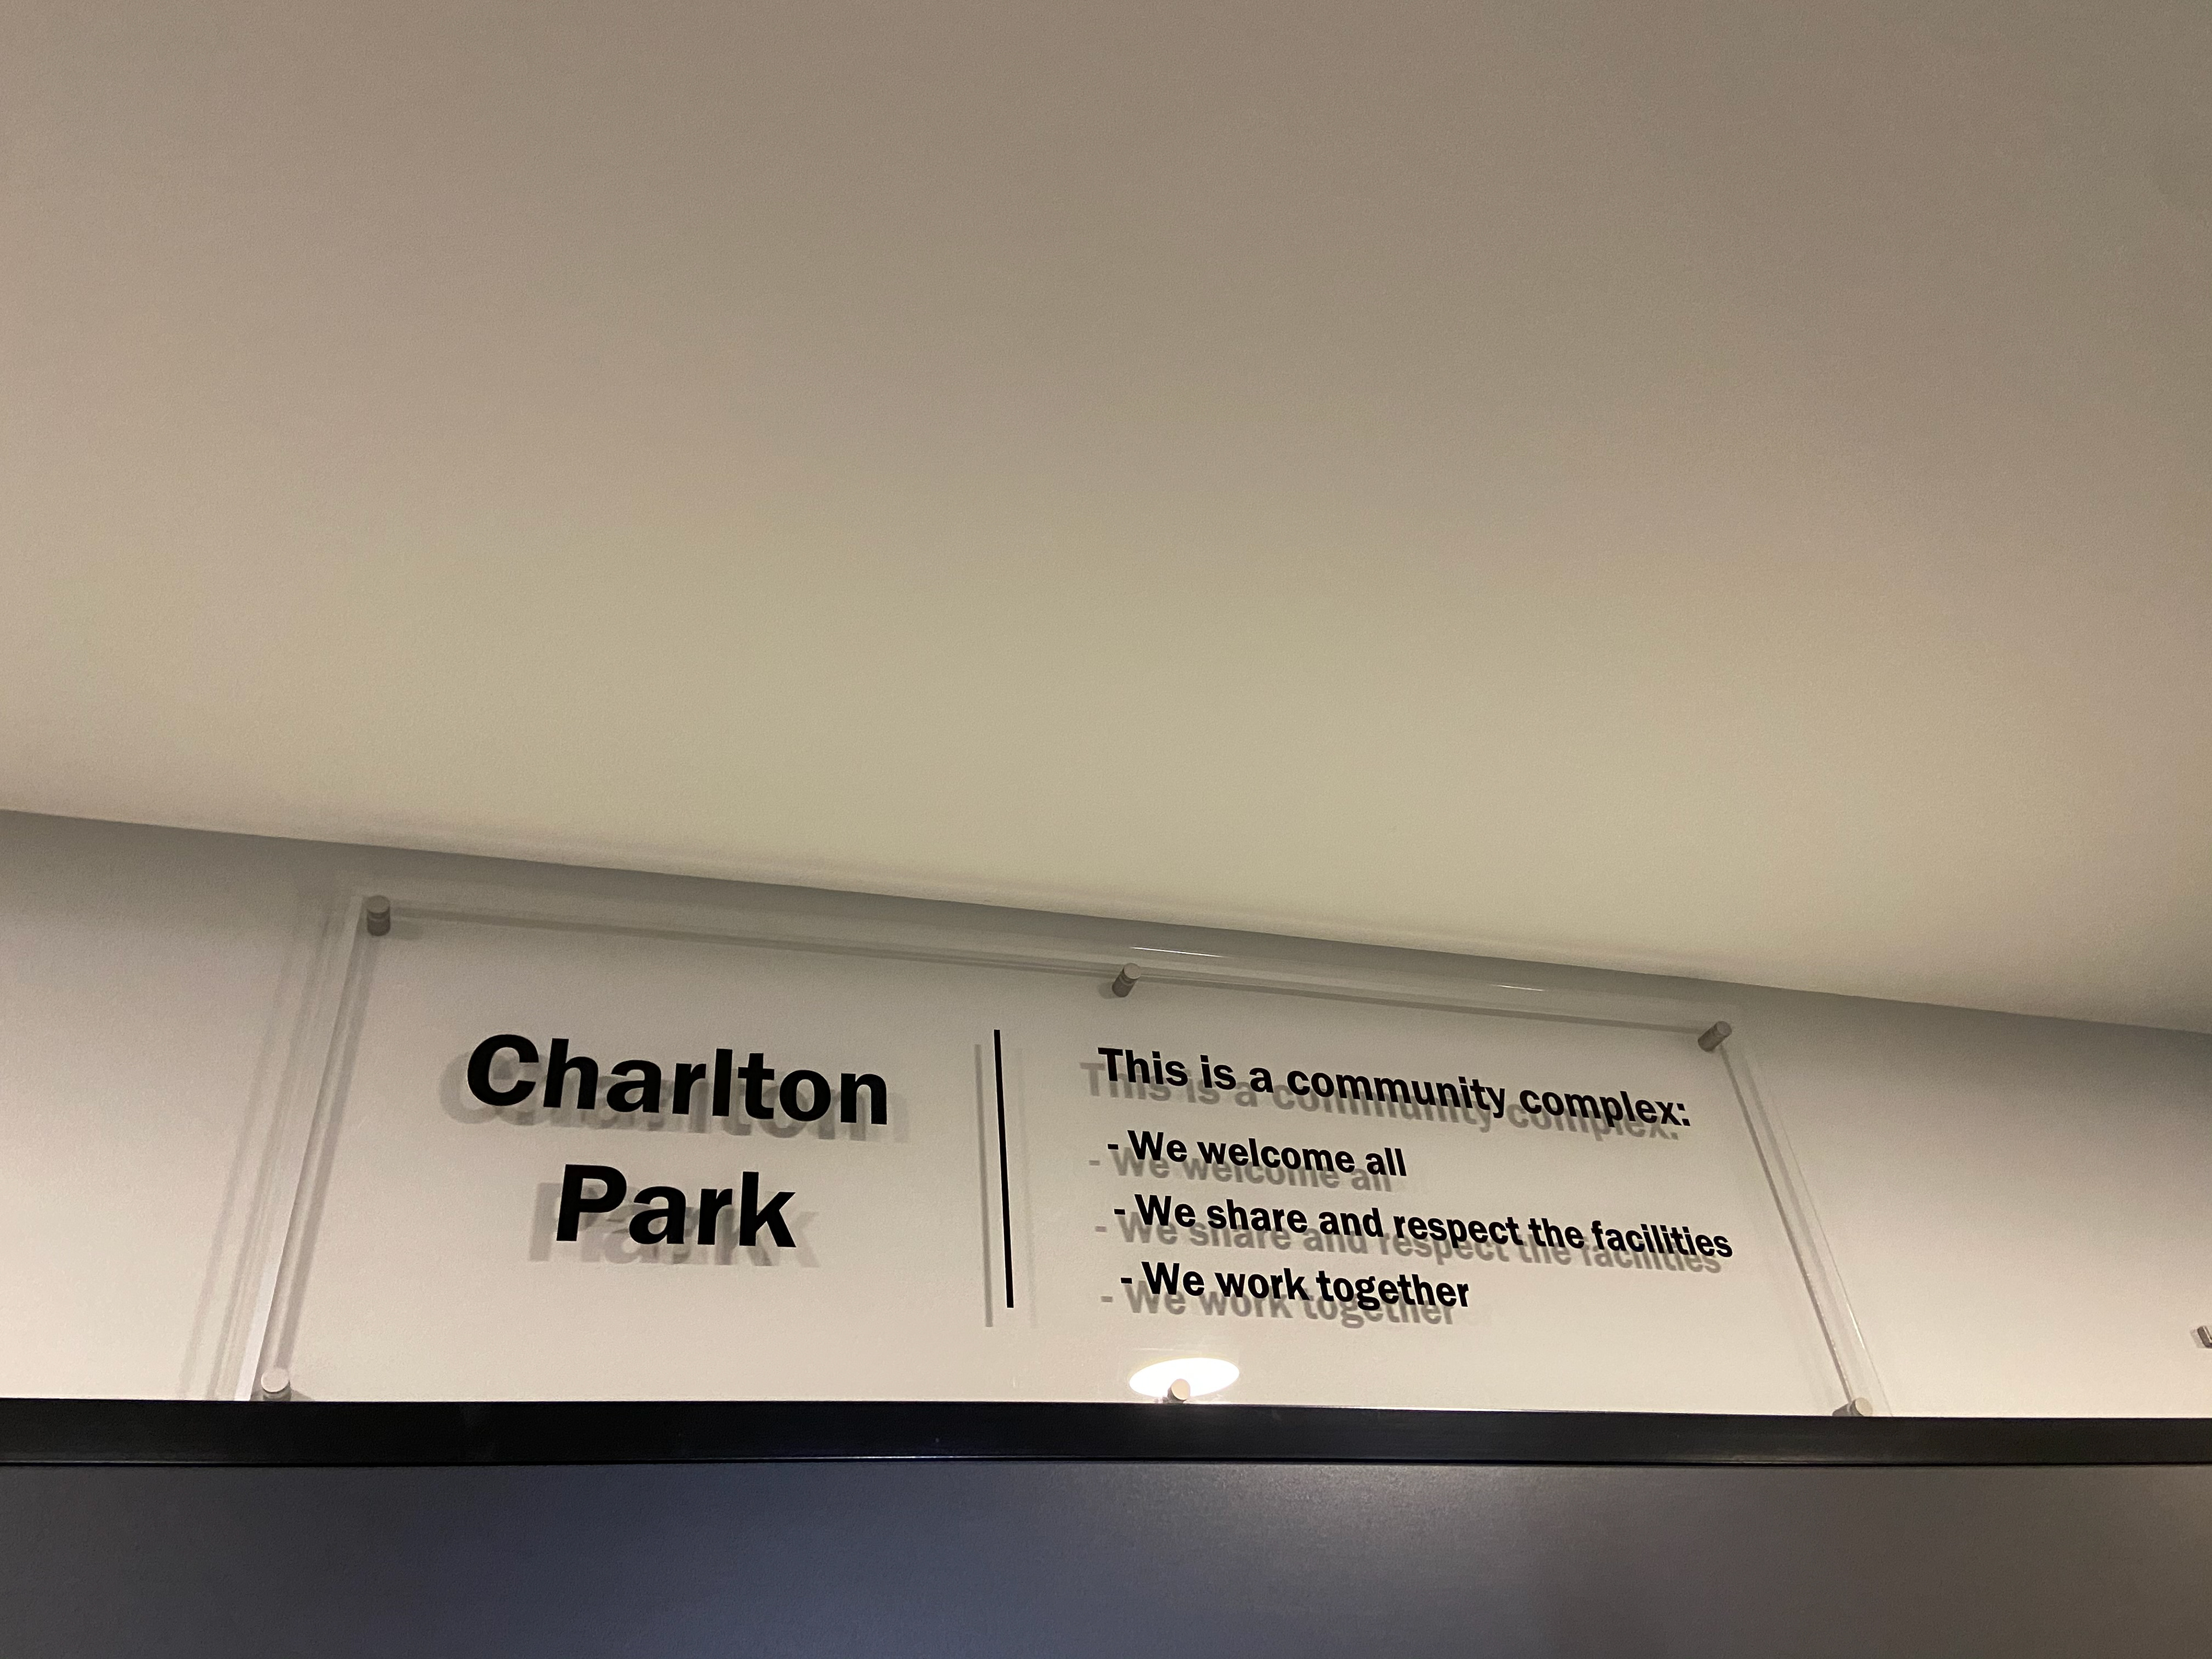 Charlton
Park
This is a community complex:
- We welcome all
- We share and respect the facilities
- We work together